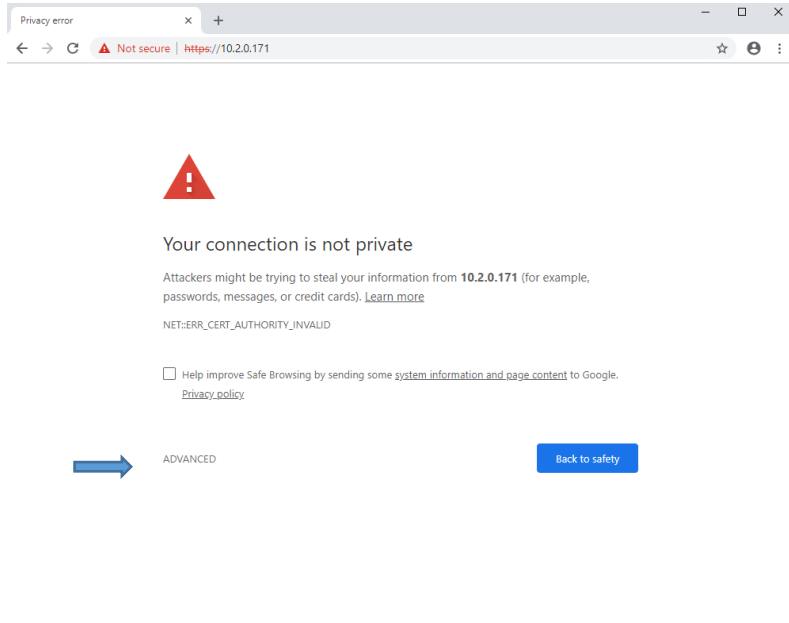 Privacy error
Not secure | https://10.2.0.171
Your connection is not private
Attackers might be trying to steal your information from 10.2.0.171 (for example,
passwords, messages, or credit cards). Learn more
NET::ERR_CERT_AUTHORITY_INVALID
Help improve Safe Browsing by sending some system information and page content to Google.
Privacy policy
ADVANCED
Back to safety